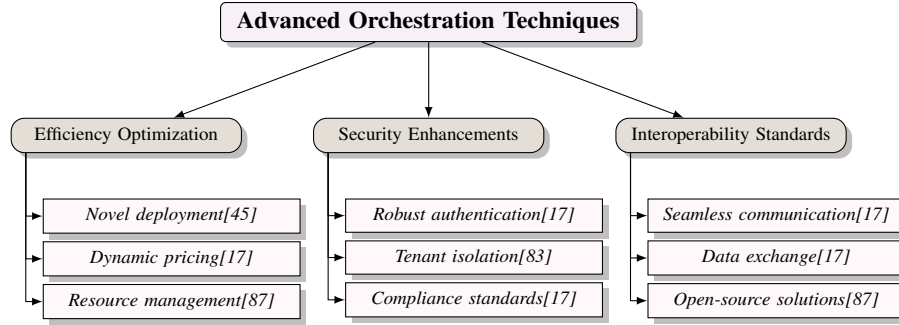 Advanced Orchestration Techniques
Efficiency Optimization
Novel deployment[45]
Dynamic pricing[17]
Resource management[87]
Security Enhancements
Robust authentication[17]
Tenant isolation[83]
Compliance standards[17]
Interoperability Standards
Seamless communication[17]
Data exchange[17]
Open-source solutions[87]